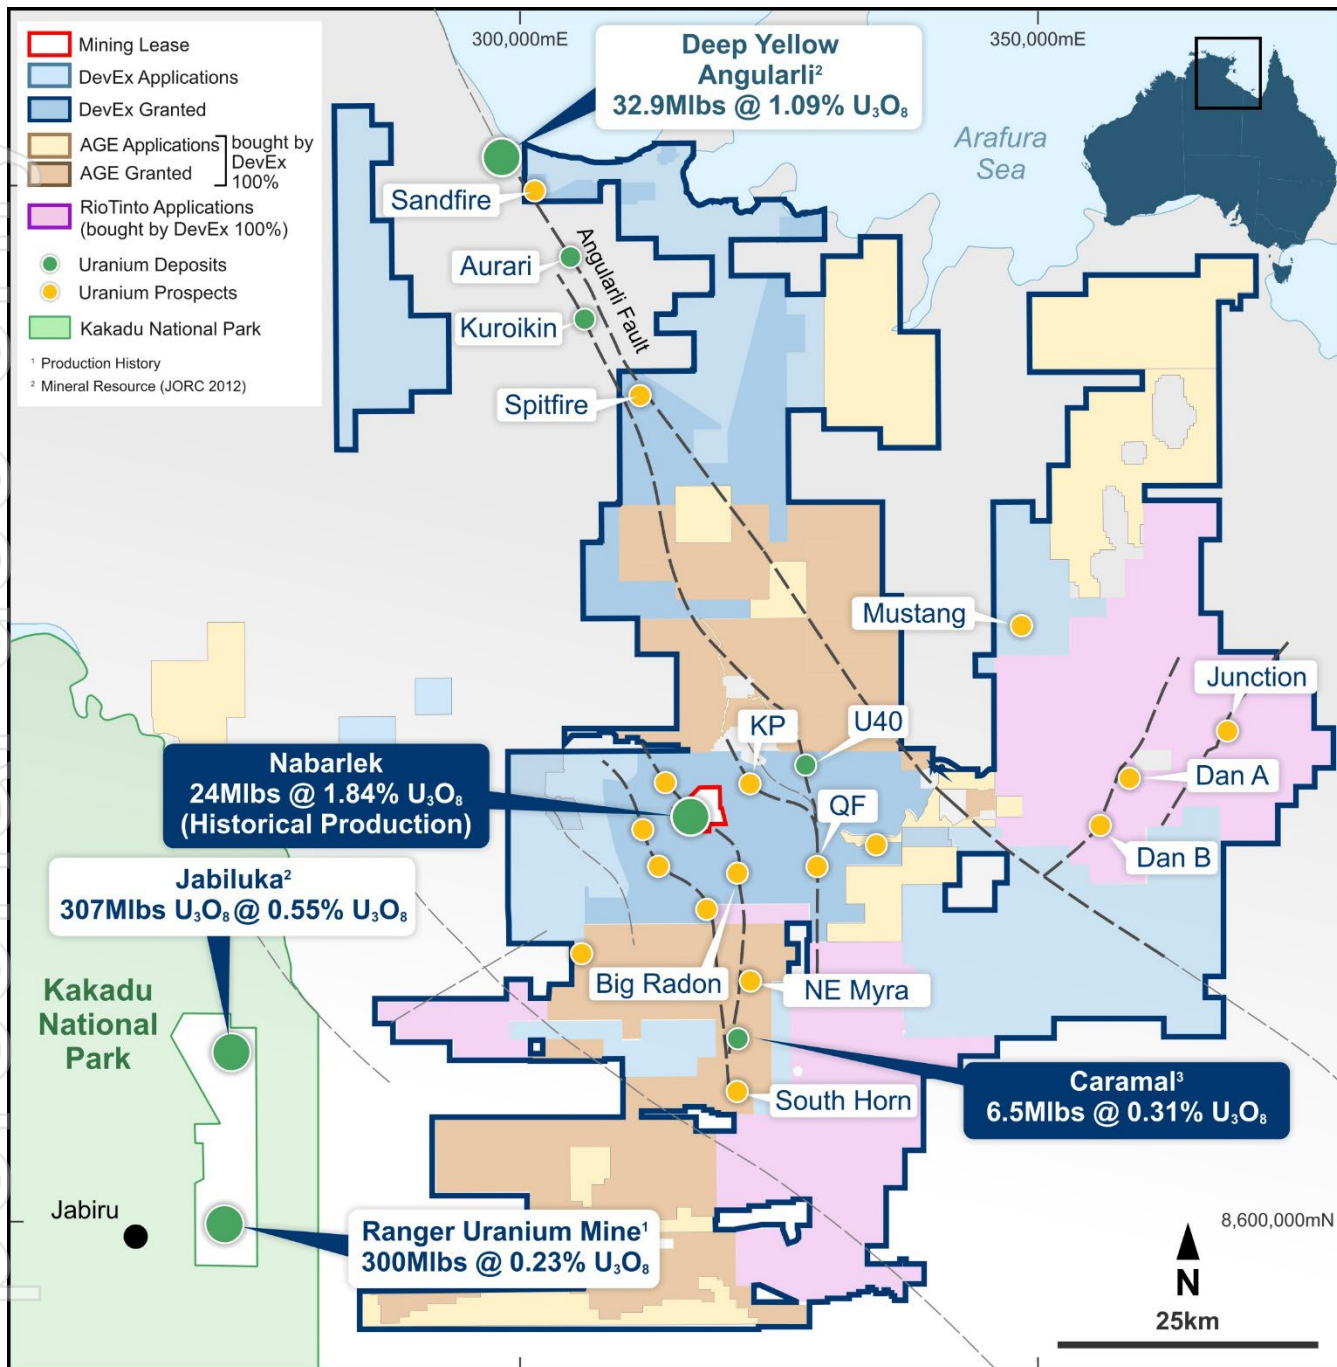 300,000mE
350,000mE
Mining Lease
DevEx Applications
DevEx Granted
AGE Applications
AGE Granted
bought by
DevEx
100%
RioTinto Applications
(bought by DevEx 100%)
Uranium Deposits
Uranium Prospects
Kakadu National Park
¹ Production History
² Mineral Resource (JORC 2012)
Deep Yellow
Angularli²
32.9Mlbs @ 1.09% U₃O₈
Arafura
Sea
Sandfire
Aurari
Angularli Fault
Kuroikin
Spitfire
Mustang
Junction
KP
U40
Dan A
Nabarlek
24Mlbs @ 1.84% U₃O₈
(Historical Production)
QF
Dan B
Jabiluka²
307Mlbs U₃O₈ @ 0.55% U₃O₈
Big Radon
NE Myra
Kakadu
National
Park
Caramal³
6.5Mlbs @ 0.31% U₃O₈
South Horn
Jabiru
Ranger Uranium Mine¹
300Mlbs @ 0.23% U₃O₈
8,600,000mN
N
25km